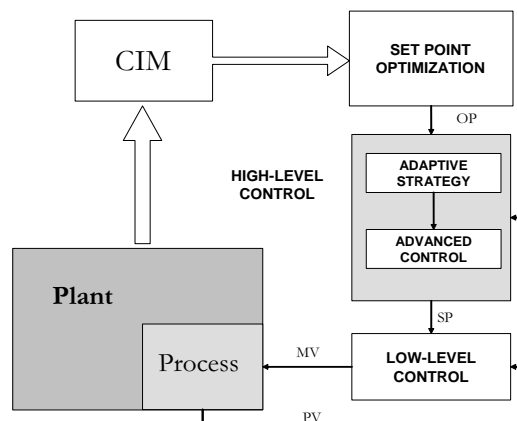 CIM
SET POINT
OPTIMIZATION
OP
HIGH-LEVEL
CONTROL
ADAPTIVE
STRATEGY
ADVANCED
CONTROL
Plant
SP
Process
MV
LOW-LEVEL
CONTROL
PV